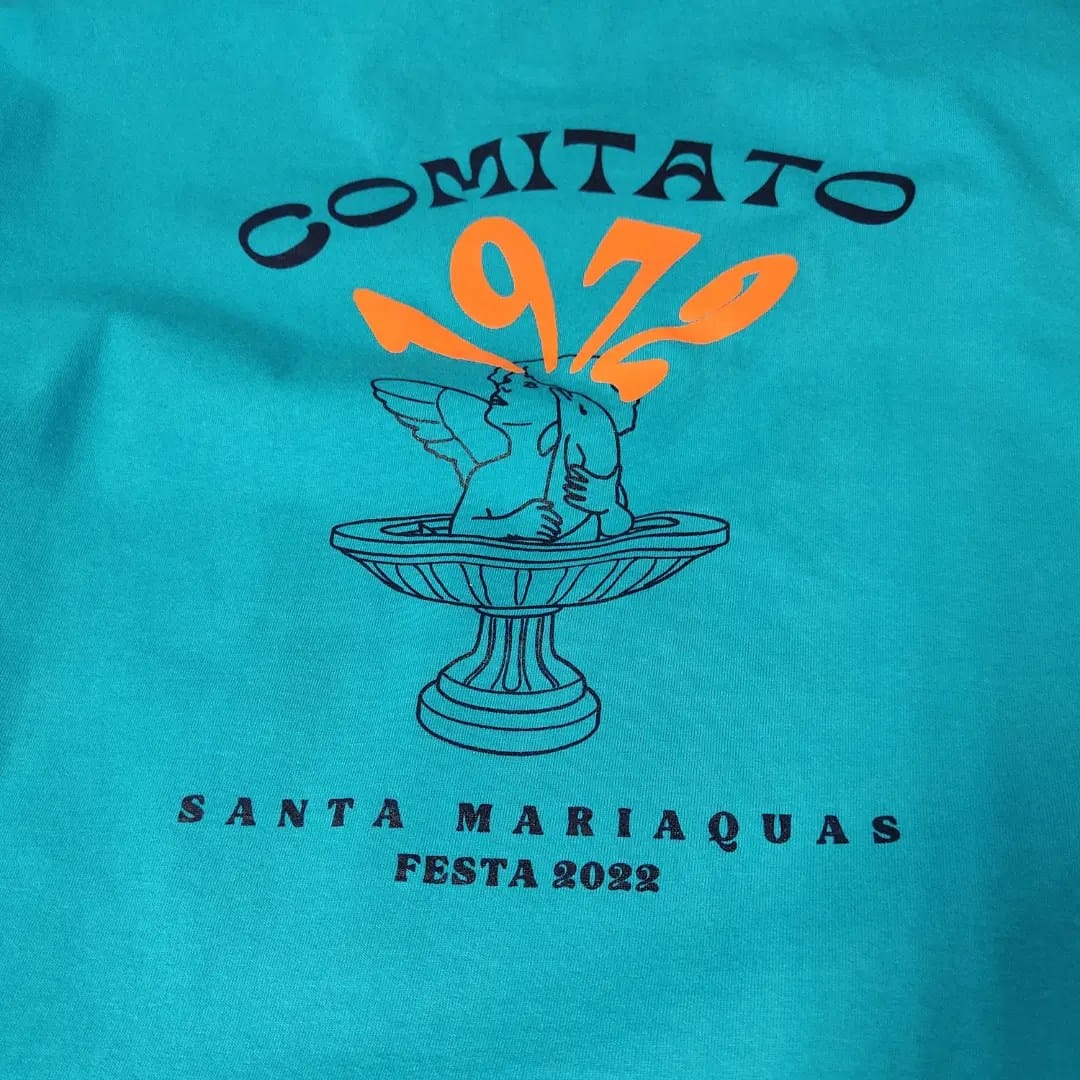 COMITATO
1972
SANTA MARIAQUAS
FESTA 2022